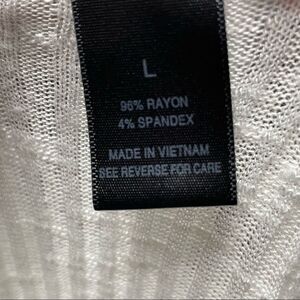 L
96% RAYON
4% SPANDEX
MADE IN VIETNAM
SEE REVERSE FOR CARE